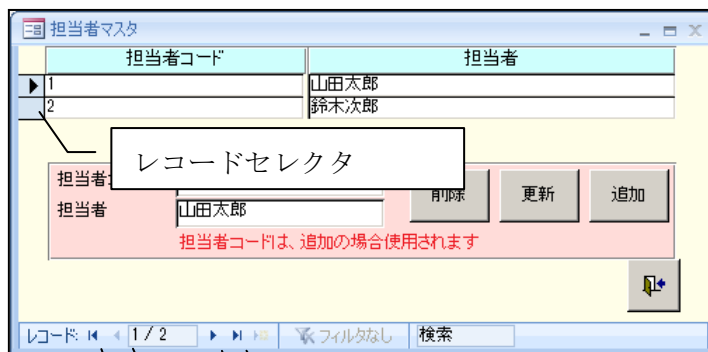 担当者マスタ
担当者コード 担当者
1 山田太郎
2 鈴木次郎
レコードセレクタ
担当者
削除 更新 追加
担当者 山田太郎
担当者コードは、追加の場合使用されます
レコード: 1 / 2 フィルタなし 検索